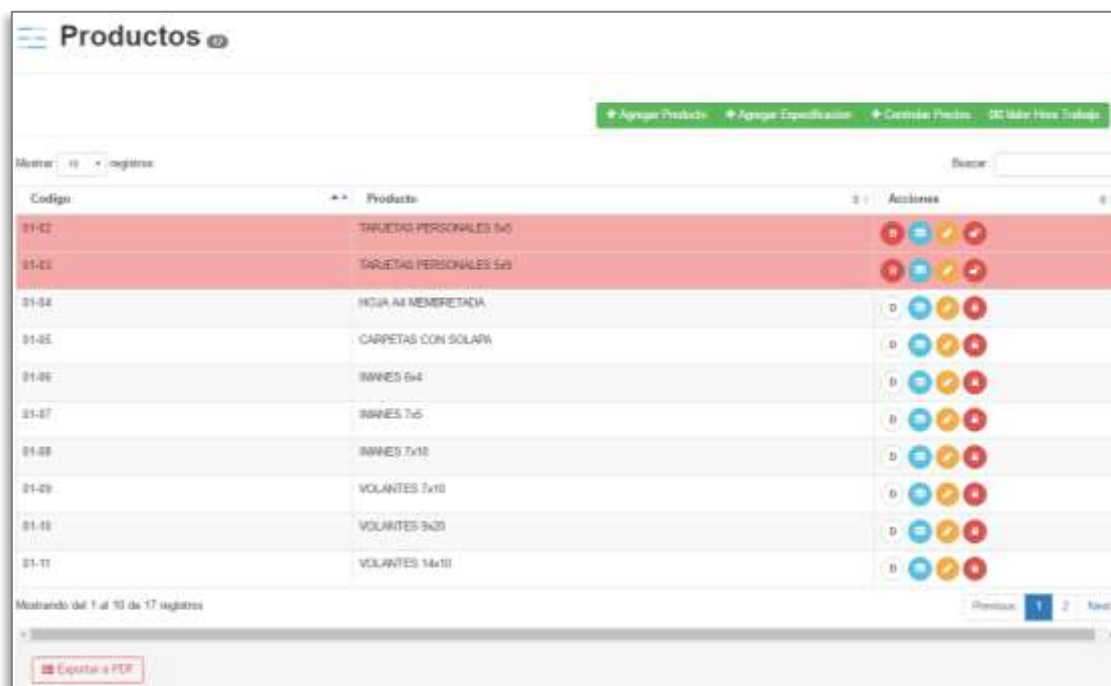 Productos
+ Agregar Producto + Agregar Especificacion + Controlar Precios Valor Hora Trabajo
Mostrar 10 registros Buscar
Codigo Producto Acciones
01-02 TARJETAS PERSONALES
01-03 TARJETAS PERSONALES
01-04 HOJA A4 MEMBRETADA D
01-05 CARPETAS CON SOLAPA D
01-06 IMANES 6x4 D
01-07 IMANES 7x5 D
01-08 IMANES 7x10 D
01-09 VOLANTES 7x10 D
01-10 VOLANTES 9x20 D
01-11 VOLANTES 14x10 D
Mostrando del 1 al 10 de 17 registros Previous 1 2 Next
Exportar a PDF